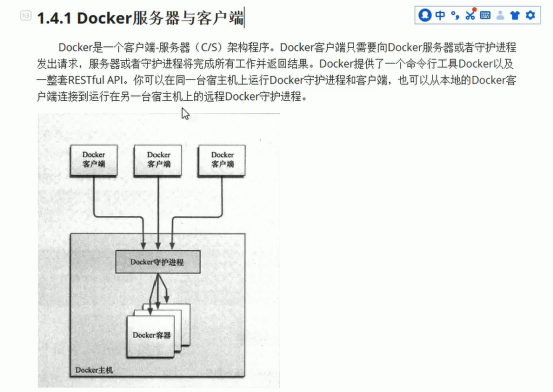 1.4.1 Docker服务器与客户端
中
Docker是一个客户端-服务器（C/S）架构程序。Docker客户端只需要向Docker服务器或者守护进程
发出请求，服务器或者守护进程将完成所有工作并返回结果。Docker提供了一个命令行工具Docker以及
一整套RESTful API。你可以在同一台宿主机上运行Docker守护进程和客户端，也可以从本地的Docker客
户端连接到运行在另一台宿主机上的远程Docker守护进程。
Docker
客户端
Docker
客户端
Docker
客户端
Docker守护进程
Docker容器
Docker主机